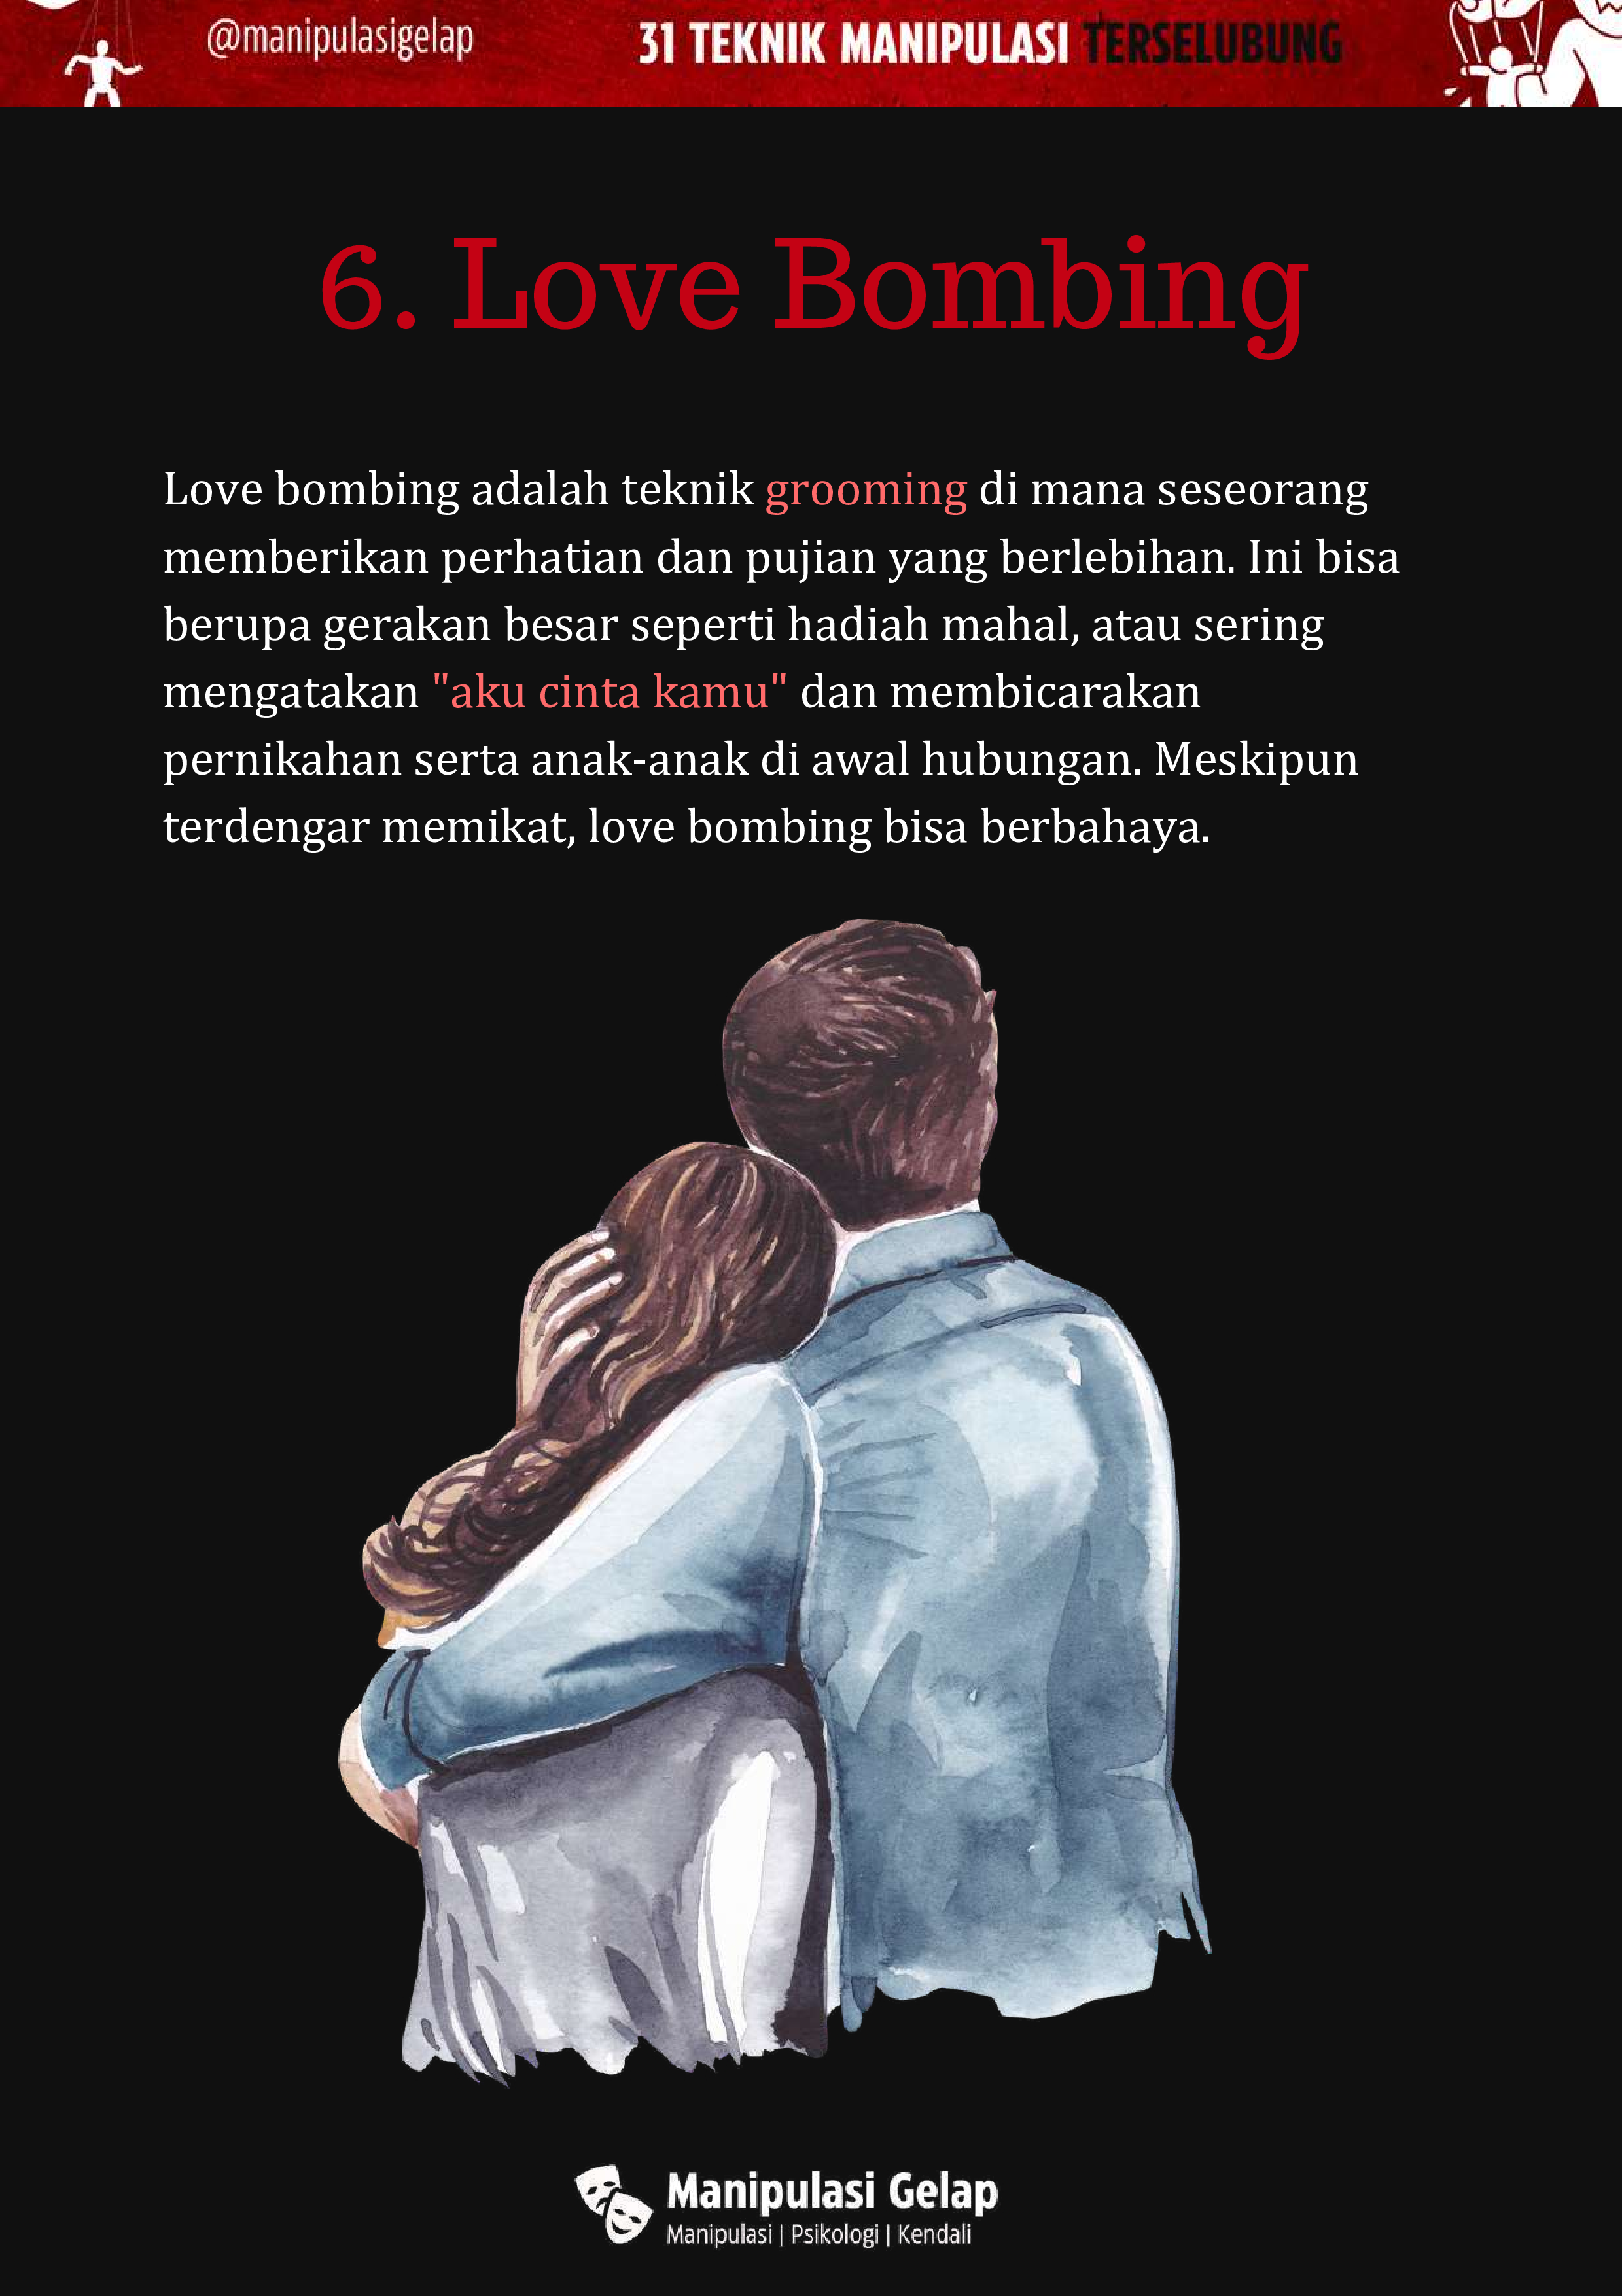 @manipulasigelap
31 TEKNIK MANIPULASI TERSELUBUNG
6. Love Bombing
Love bombing adalah teknik grooming di mana seseorang
memberikan perhatian dan pujian yang berlebihan. Ini bisa
berupa gerakan besar seperti hadiah mahal, atau sering
mengatakan "aku cinta kamu" dan membicarakan
pernikahan serta anak-anak di awal hubungan. Meskipun
terdengar memikat, love bombing bisa berbahaya.
Manipulasi Gelap
Manipulasi | Psikologi | Kendali